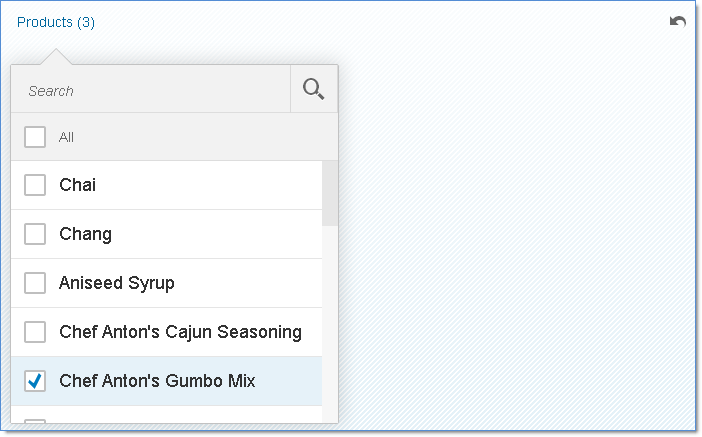 Products (3)
Search
All
Chai
Chang
Aniseed Syrup
Chef Anton's Cajun Seasoning
Chef Anton's Gumbo Mix